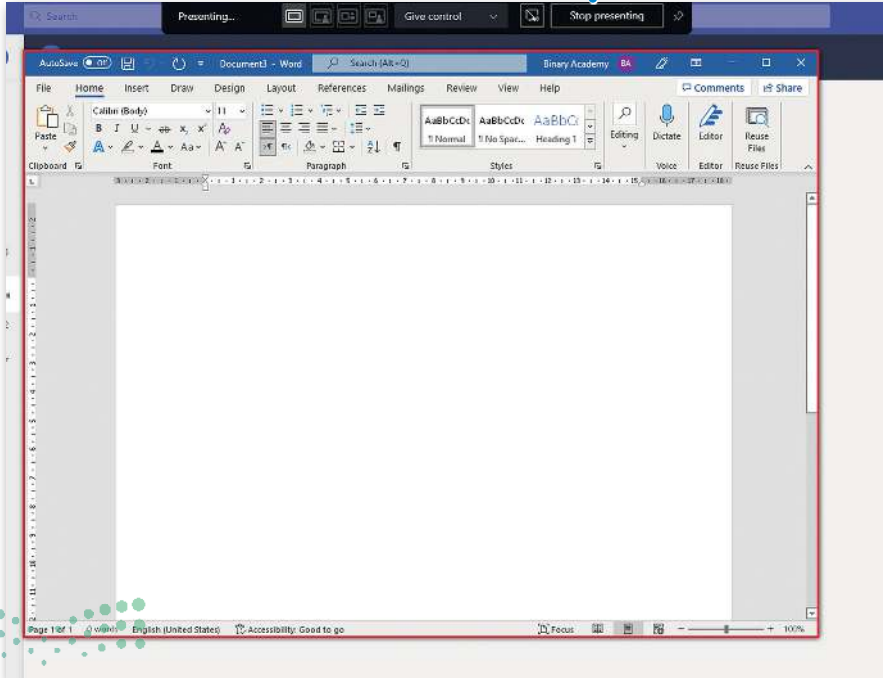 Search
Presenting...
Give control
Stop presenting
AutoSave Off
Document3 - Word
Search (Alt+Q)
Binary Academy BA
File Home Insert Draw Design Layout References Mailings Review View Help Comments Share
Paste
Calibri (Body) 11
B I U ab x x A
A A Aa A A
AaBbCcDc AaBbCcDc AaBbCc
¶ Normal ¶ No Spac... Heading 1
Editing
Dictate
Editor
Reuse Files
Clipboard Font Paragraph Styles Voice Editor Reuse Files
Page 1 of 1 0 words English (United States) Accessibility: Good to go Focus 100%